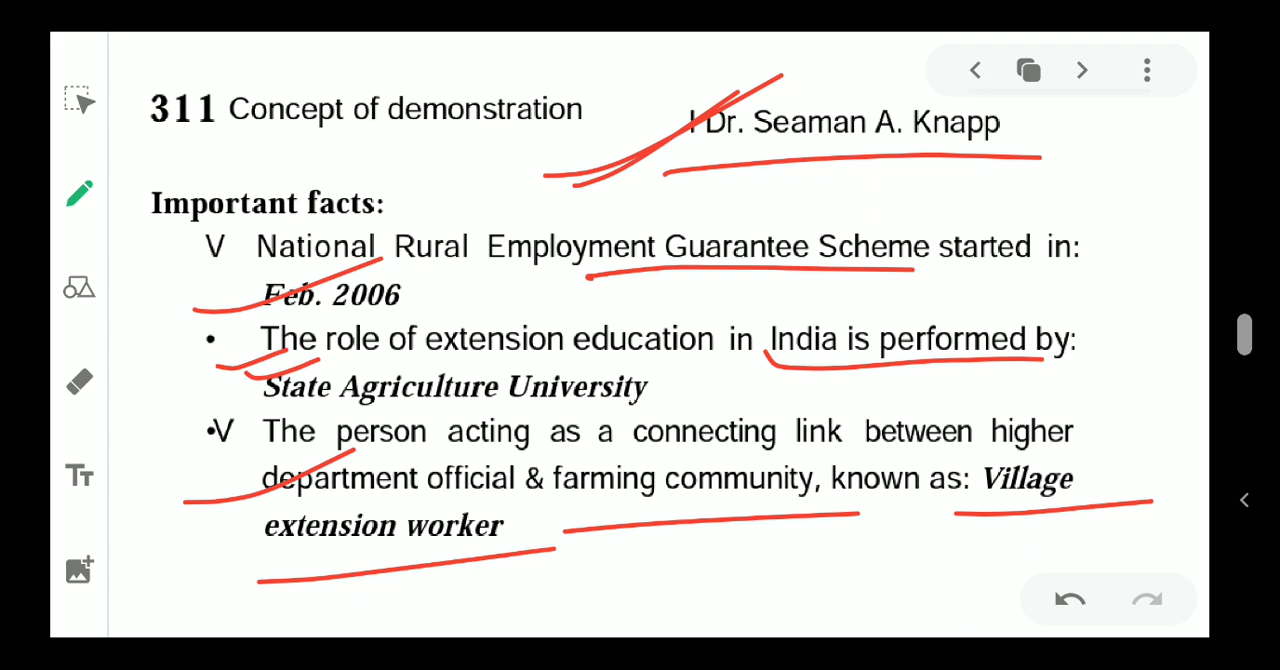 311 Concept of demonstration
I Dr. Seaman A. Knapp
Important facts:
V National Rural Employment Guarantee Scheme started in:
Feb. 2006
• The role of extension education in India is performed by:
State Agriculture University
•V The person acting as a connecting link between higher
department official & farming community, known as: Village
extension worker
Tт